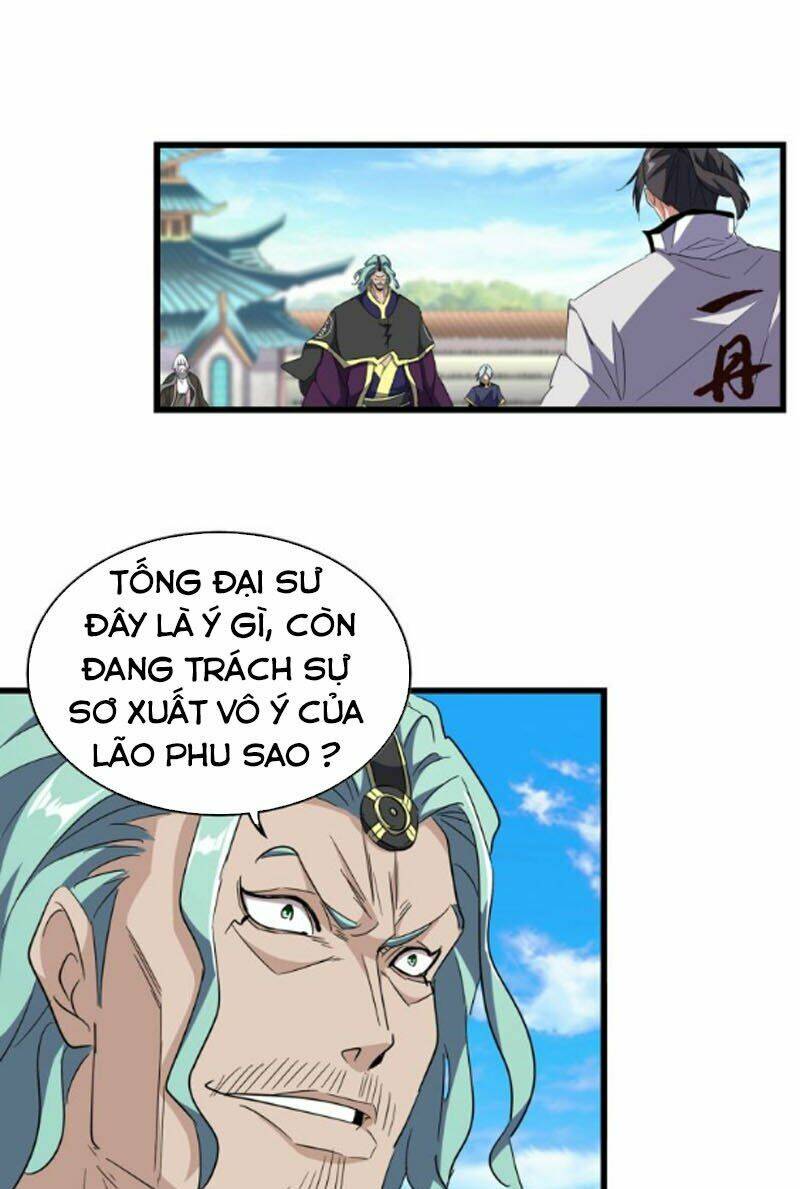 一丹
TỐNG ĐẠI SƯ
ĐÂY LÀ Ý GÌ, CÒN
ĐANG TRÁCH SỰ
SƠ XUẤT VÔ Ý CỦA
LÃO PHU SAO ?